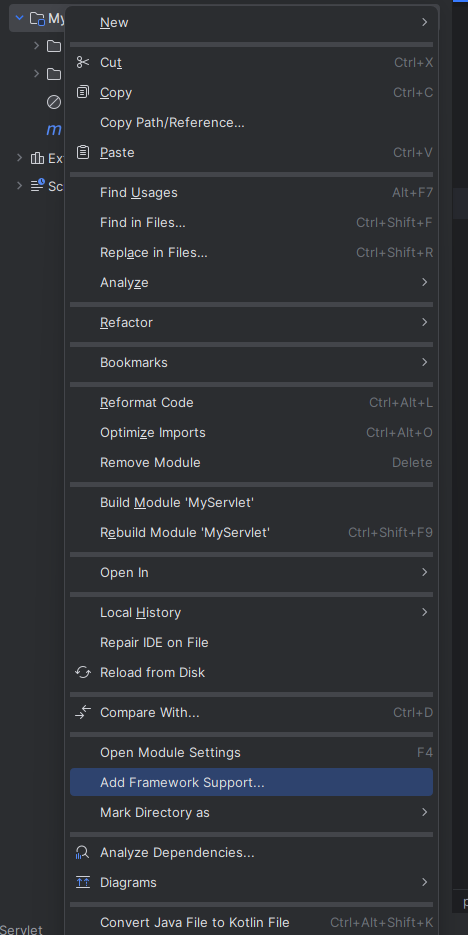 My
New
Cut Ctrl+X
Copy Ctrl+C
Copy Path/Reference...
m
Paste Ctrl+V
Ex
Sc
Find Usages Alt+F7
Find in Files... Ctrl+Shift+F
Replace in Files... Ctrl+Shift+R
Analyze
Refactor
Bookmarks
Reformat Code Ctrl+Alt+L
Optimize Imports Ctrl+Alt+O
Remove Module Delete
Build Module 'MyServlet'
Rebuild Module 'MyServlet' Ctrl+Shift+F9
Open In
Local History
Repair IDE on File
Reload from Disk
Compare With... Ctrl+D
Open Module Settings F4
Add Framework Support...
Mark Directory as
Analyze Dependencies...
Diagrams
Convert Java File to Kotlin File Ctrl+Alt+Shift+K
Servlet